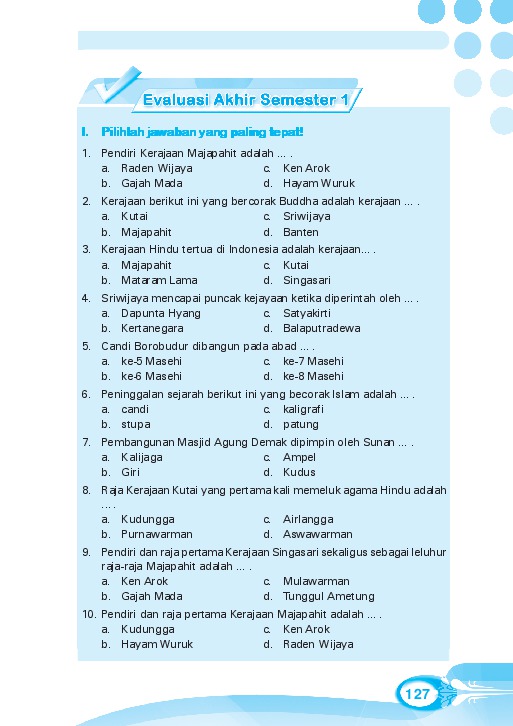 Evaluasi Akhir Semester 1
I. Pilihlah jawaban yang paling tepat!
1. Pendiri Kerajaan Majapahit adalah ... .
a. Raden Wijaya c. Ken Arok
b. Gajah Mada d. Hayam Wuruk
2. Kerajaan berikut ini yang bercorak Buddha adalah kerajaan ... .
a. Kutai c. Sriwijaya
b. Majapahit d. Banten
3. Kerajaan Hindu tertua di Indonesia adalah kerajaan... .
a. Majapahit c. Kutai
b. Mataram Lama d. Singasari
4. Sriwijaya mencapai puncak kejayaan ketika diperintah oleh ... .
a. Dapunta Hyang c. Satyakirti
b. Kertanegara d. Balaputradewa
5. Candi Borobudur dibangun pada abad ... .
a. ke-5 Masehi c. ke-7 Masehi
b. ke-6 Masehi d. ke-8 Masehi
6. Peninggalan sejarah berikut ini yang becorak Islam adalah ... .
a. candi c. kaligrafi
b. stupa d. patung
7. Pembangunan Masjid Agung Demak dipimpin oleh Sunan ... .
a. Kalijaga c. Ampel
b. Giri d. Kudus
8. Raja Kerajaan Kutai yang pertama kali memeluk agama Hindu adalah
... .
a. Kudungga c. Airlangga
b. Purnawarman d. Aswawarman
9. Pendiri dan raja pertama Kerajaan Singasari sekaligus sebagai leluhur
raja-raja Majapahit adalah ... .
a. Ken Arok c. Mulawarman
b. Gajah Mada d. Tunggul Ametung
10. Pendiri dan raja pertama Kerajaan Majapahit adalah ... .
a. Kudungga c. Ken Arok
b. Hayam Wuruk d. Raden Wijaya
127